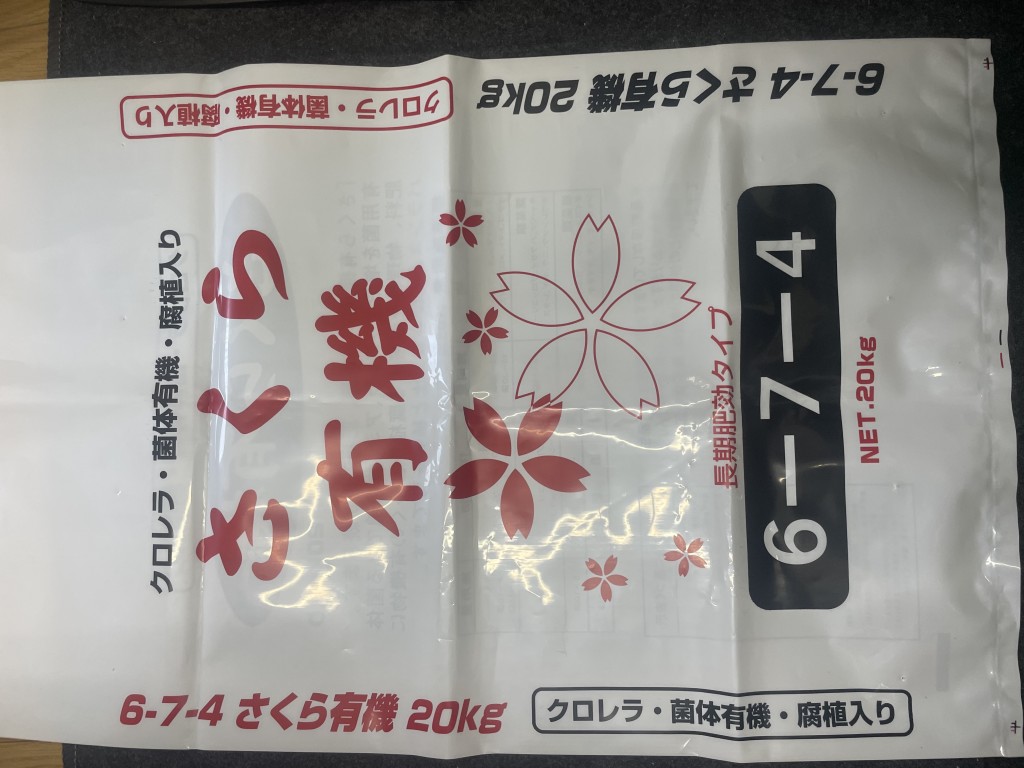 6-7-4 さくら有機 20kg
クロレラ・菌体有機・腐植入り
クロレラ・菌体有機・腐植入り
さくら
有機
長期肥効タイプ
6-7-4
NET.20kg
6-7-4 さくら有機 20kg
クロレラ・菌体有機・腐植入り